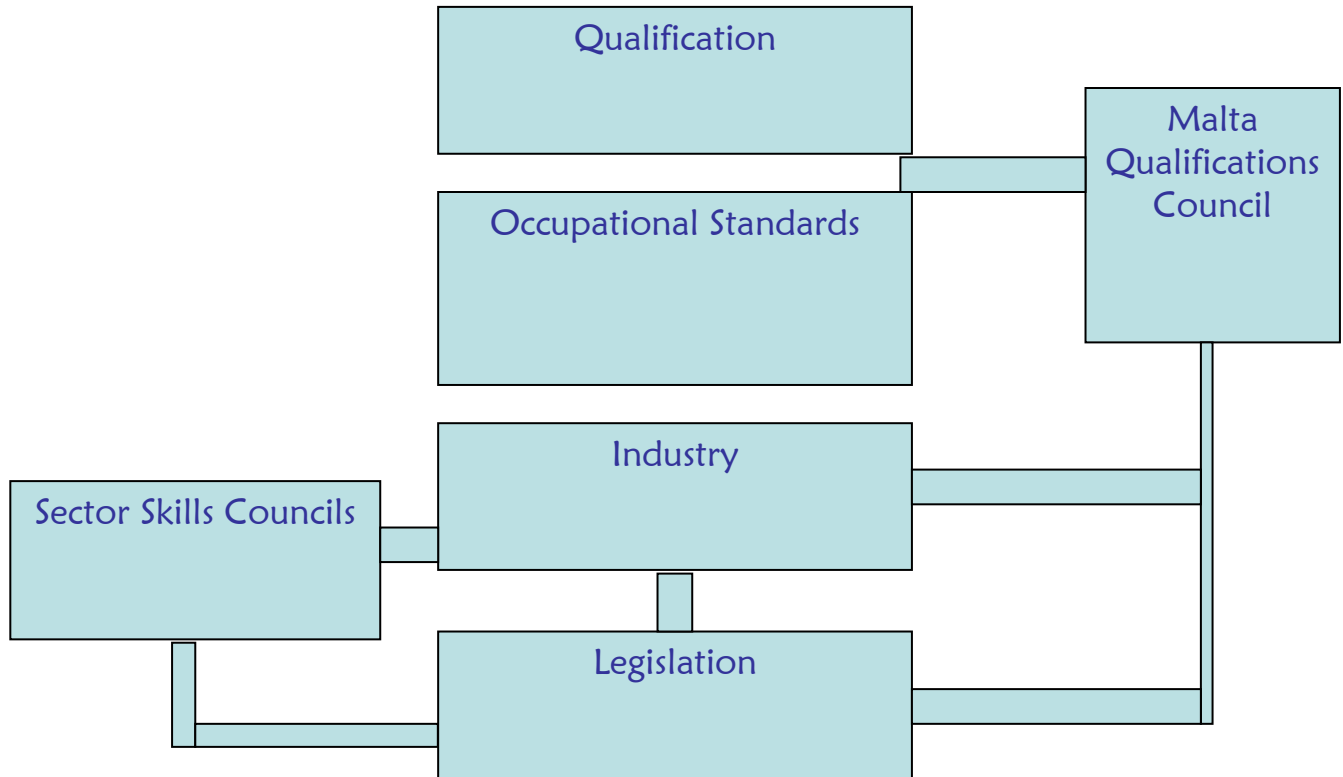 Qualification
Malta
Qualifications
Council
Occupational Standards
Industry
Sector Skills Councils
Legislation